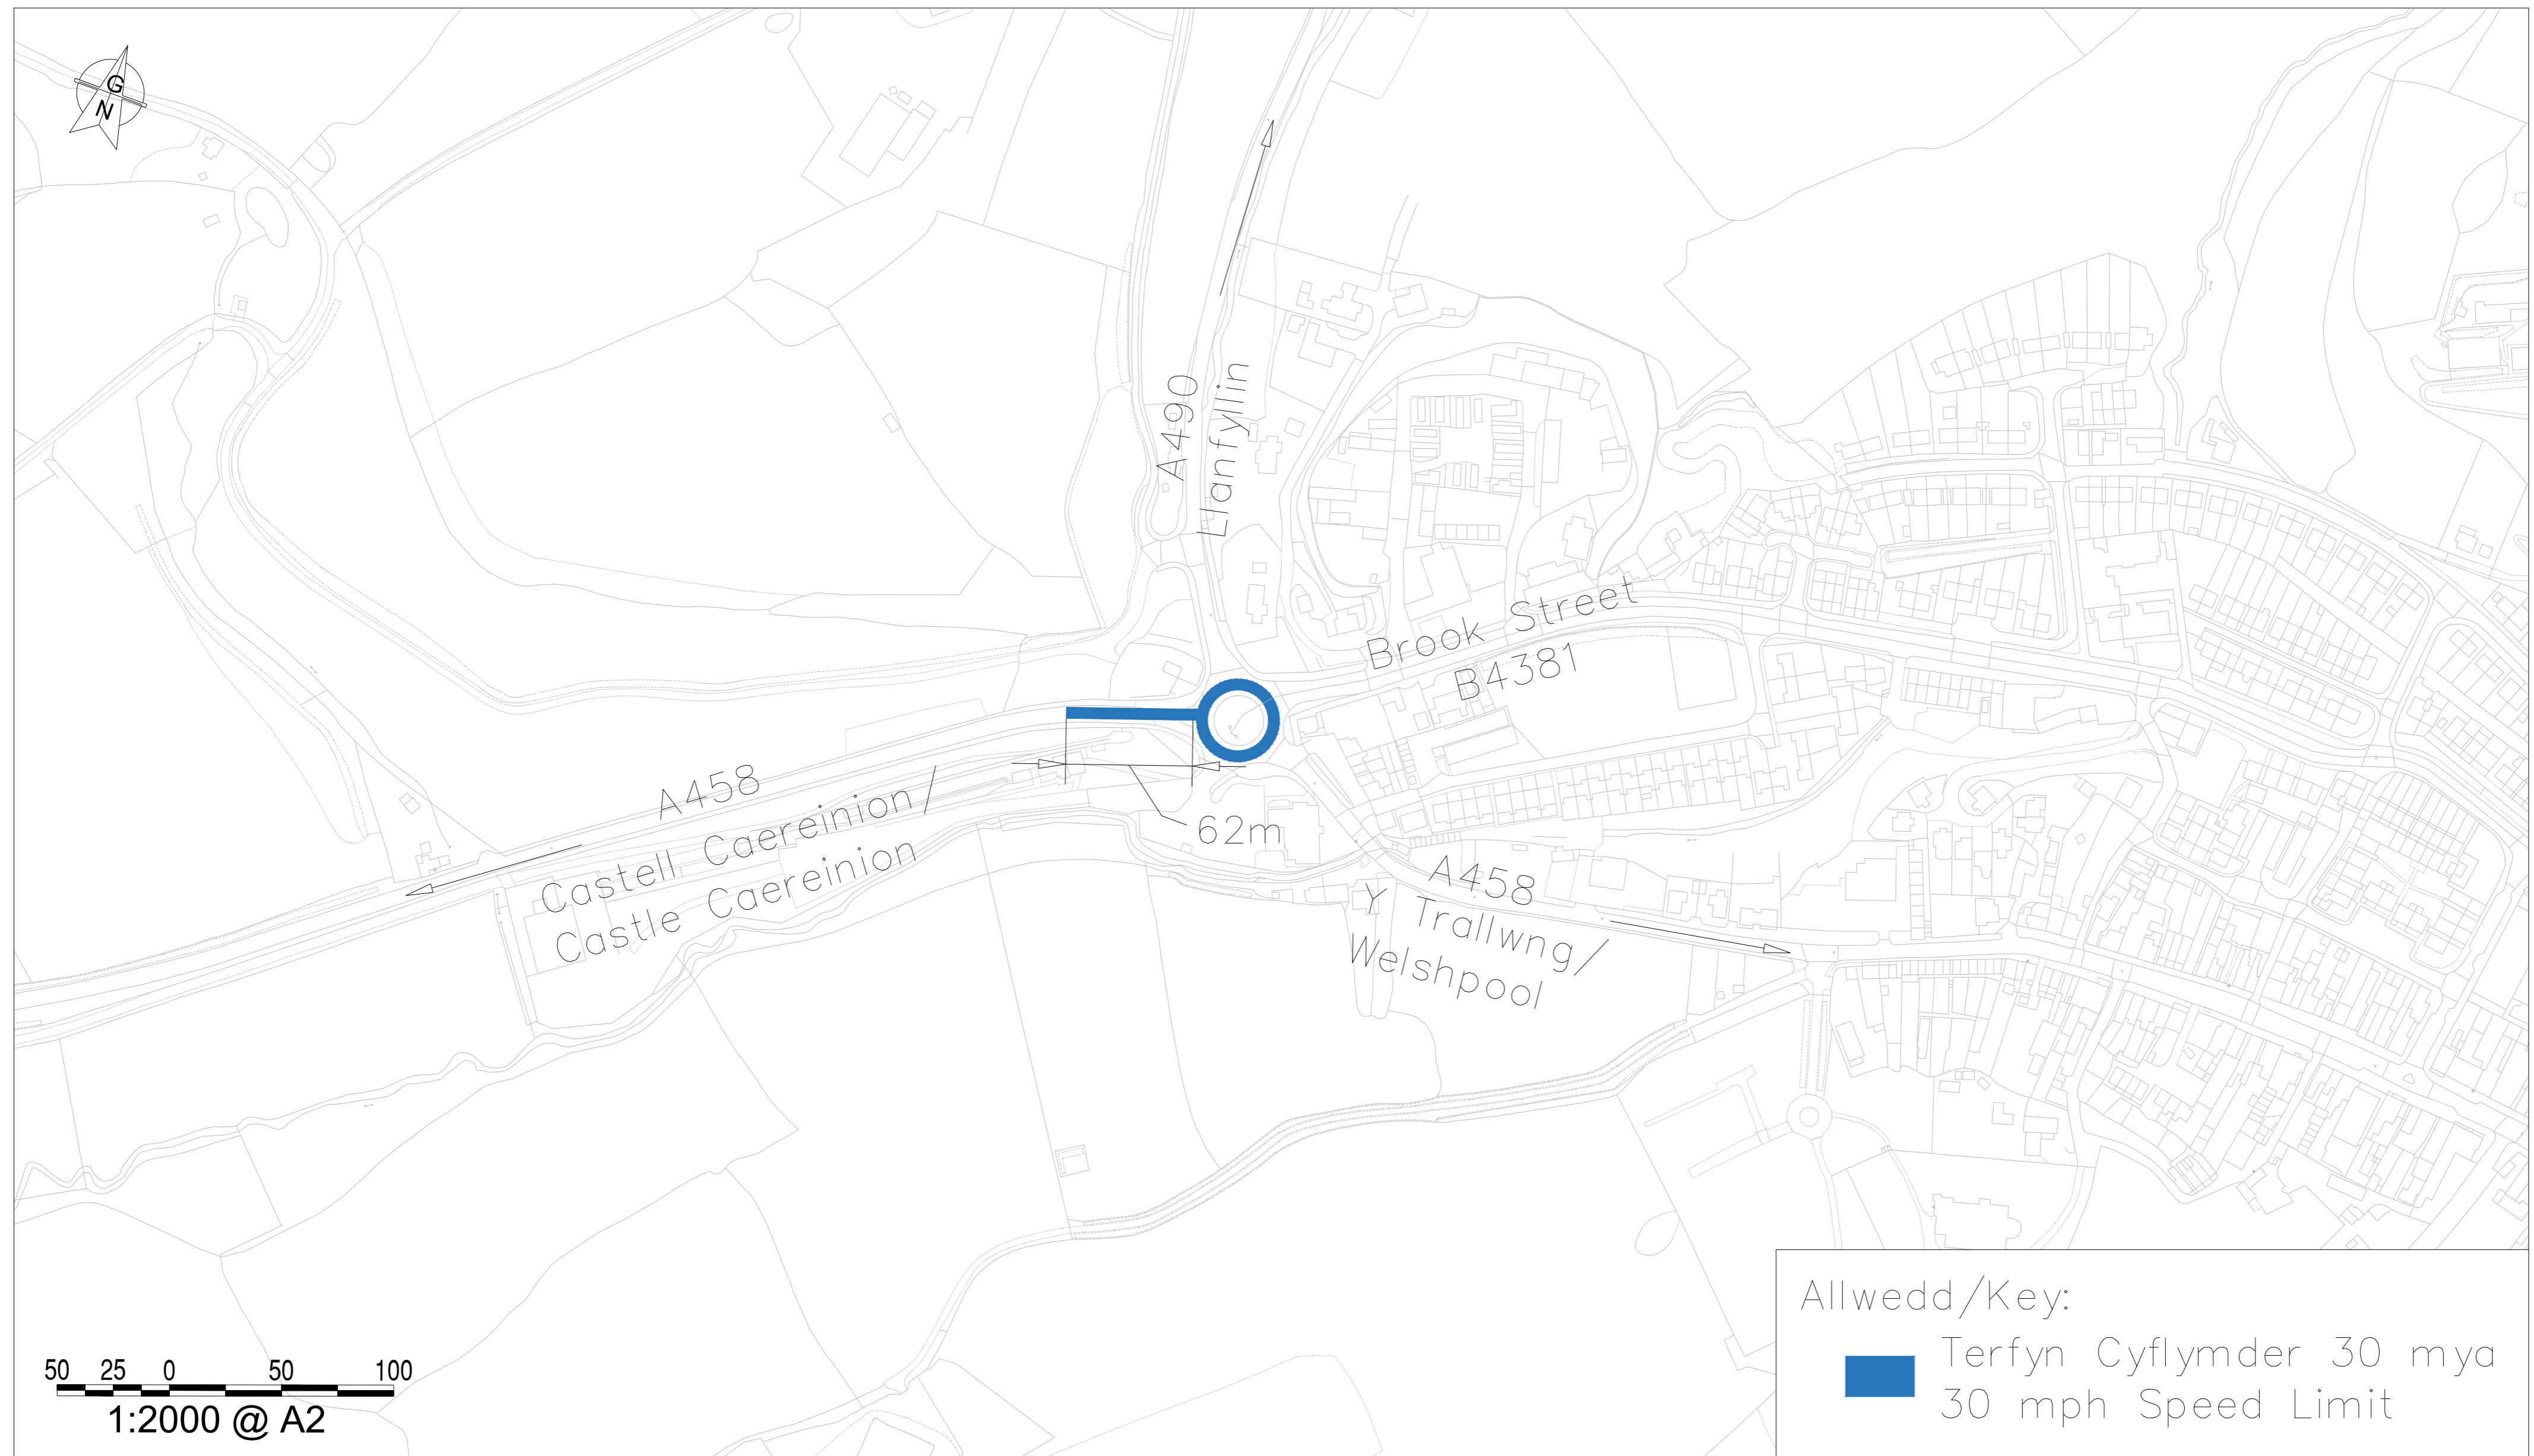 G
N
A490
Llanfyllin
Brook Street
B4381
A458
Castell Caereinion/
Castle Caereinion
62m
A458
Y Trallwng/
Welshpool
Allwedd/Key:
Terfyn Cyflymder 30 mya
30 mph Speed Limit
50 25 0 50 100
1:2000 @ A2